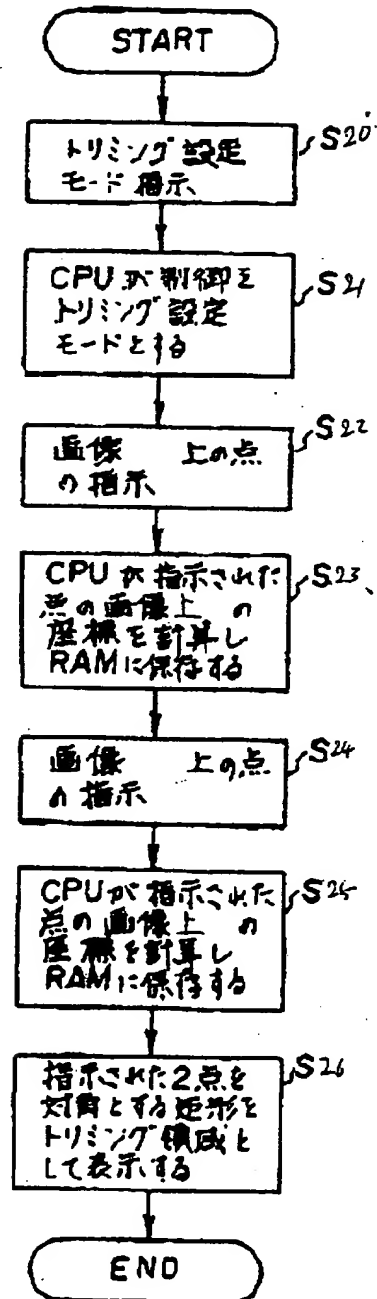 START
トリミング設定
モード指示
S20
CPUが制御を
トリミング設定
モードとする
S21
画像 上の点
の指示
S22
CPUが指示された
点の画像上 の
座標を計算し
RAMに保存する
S23
画像 上の点
の指示
S24
CPUが指示された
点の画像上 の
座標を計算し
RAMに保存する
S25
指示された2点を
対角とする矩形を
トリミング領域と
して表示する
S26
END